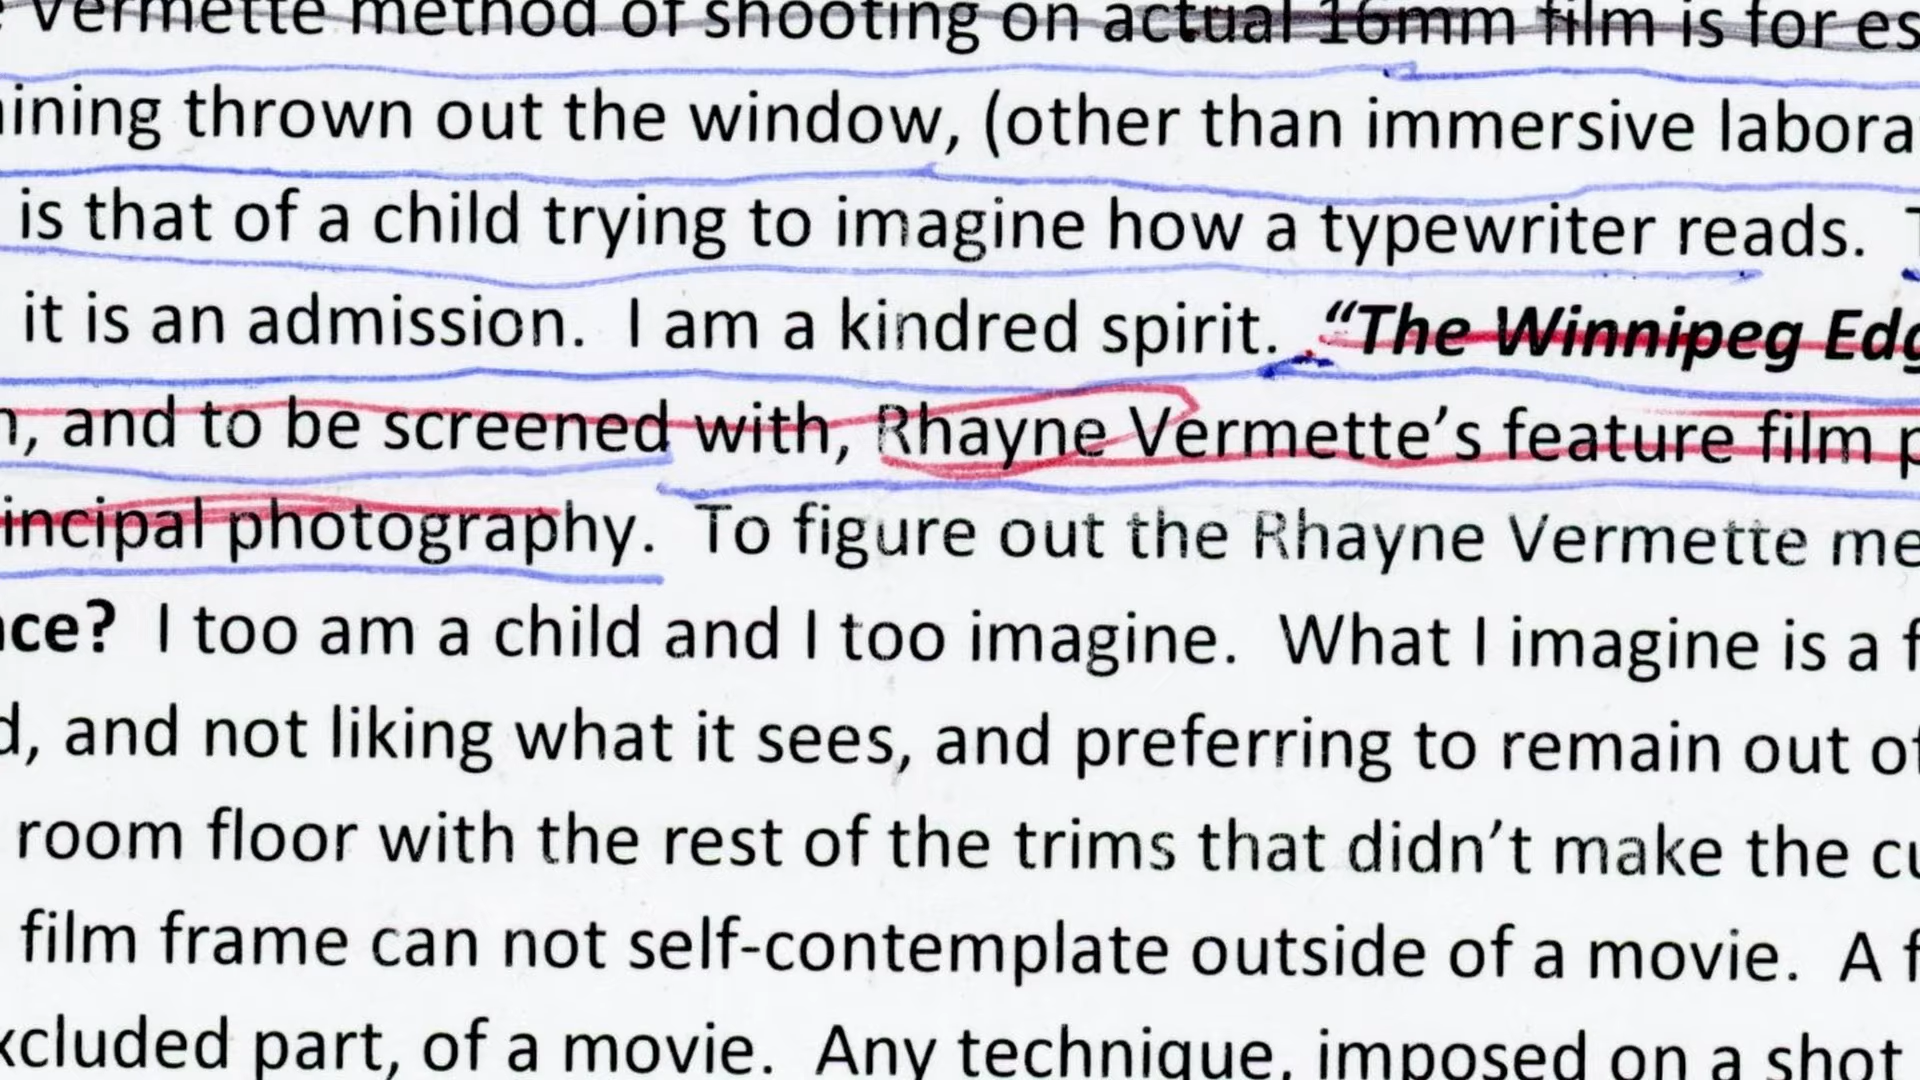 Vermette method of shooting on actual 16mm film is for es
ining thrown out the window, (other than immersive labora
is that of a child trying to imagine how a typewriter reads. T
it is an admission. I am a kindred spirit. “The Winnipeg Edg
n, and to be screened with, Rhayne Vermette’s feature film p
incipal photography. To figure out the Rhayne Vermette me
nce? I too am a child and I too imagine. What I imagine is a f
d, and not liking what it sees, and preferring to remain out of
room floor with the rest of the trims that didn’t make the cu
film frame can not self-contemplate outside of a movie. A f
xcluded part, of a movie. Any technique, imposed on a shot